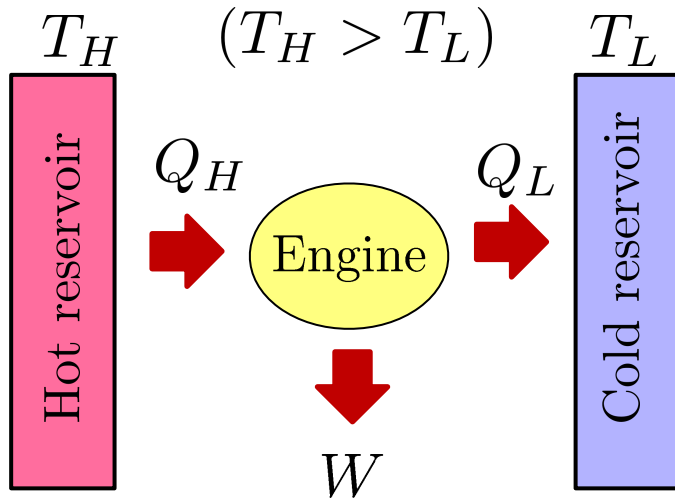 T_H
(T_H > T_L)
T_L
Hot reservoir
Q_H
Engine
Q_L
Cold reservoir
W